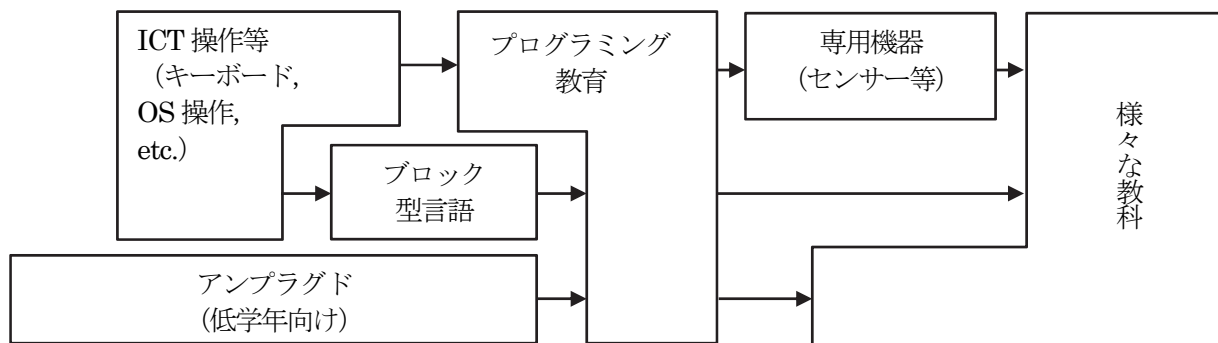 ICT 操作等
（キーボード,
OS 操作,
etc.）
プログラミング
教育
専用機器
（センサー等）
様々な教科
ブロック
型言語
アンプラグド
（低学年向け）